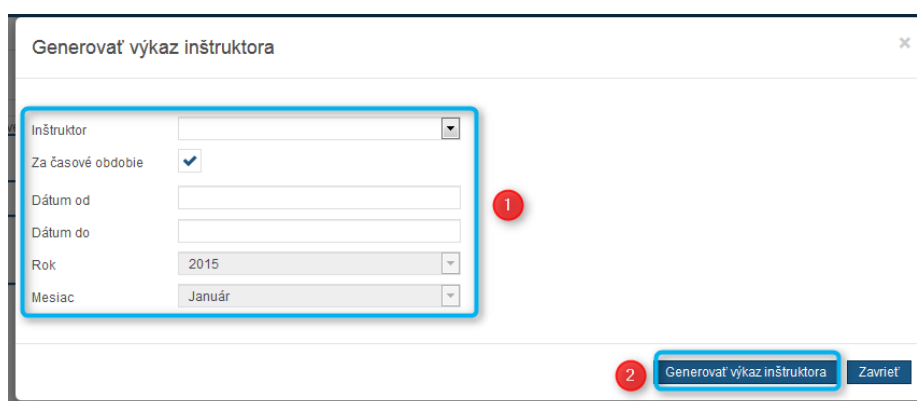 Generovať výkaz inštruktora
Inštruktor
Za časové obdobie
Dátum od
Dátum do
Rok 2015
Mesiac Január
1
2 Generovať výkaz inštruktora Zavrieť